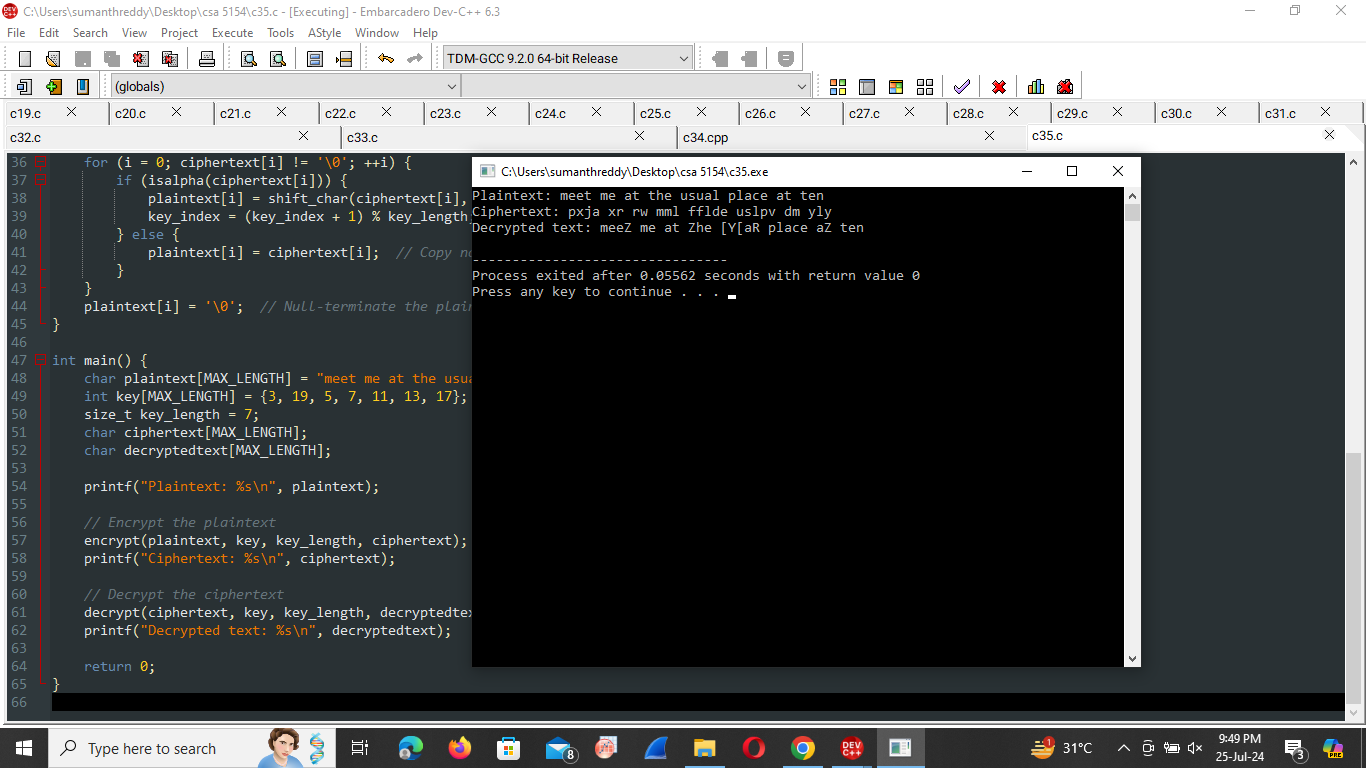 C:\Users\sumanthreddy\Desktop\csa 5154\c35.c - [Executing] - Embarcadero Dev-C++ 6.3
File Edit Search View Project Execute Tools AStyle Window Help
TDM-GCC 9.2.0 64-bit Release
(globals)
c19.c c20.c c21.c c22.c c23.c c24.c c25.c c26.c c27.c c28.c c29.c c30.c c31.c
c32.c c33.c c34.cpp c35.c
36 for (i = 0; ciphertext[i] != '\0'; ++i) {
37 if (isalpha(ciphertext[i])) {
38 plaintext[i] = shift_char(ciphertext[i],
39 key_index = (key_index + 1) % key_length
40 } else {
41 plaintext[i] = ciphertext[i]; // Copy
42 }
43 }
44 plaintext[i] = '\0'; // Null-terminate the
45 }
46
47 int main() {
48 char plaintext[MAX_LENGTH] = "meet me at the
49 int key[MAX_LENGTH] = {3, 19, 5, 7, 11, 13, 17};
50 size_t key_length = 7;
51 char ciphertext[MAX_LENGTH];
52 char decryptedtext[MAX_LENGTH];
53
54 printf("Plaintext: %s\n", plaintext);
55
56 // Encrypt the plaintext
57 encrypt(plaintext, key, key_length, ciphertext);
58 printf("Ciphertext: %s\n", ciphertext);
59
60 // Decrypt the ciphertext
61 decrypt(ciphertext, key, key_length,
62 printf("Decrypted text: %s\n", decryptedtext);
63
64 return 0;
65 }
66
C:\Users\sumanthreddy\Desktop\csa 5154\c35.exe
Plaintext: meet me at the usual place at ten
Ciphertext: pxja xr rw mml fflde uslpv dm yly
Decrypted text: meeZ me at Zhe [Y[aR place aZ ten
--------------------------------
Process exited after 0.05562 seconds with return value 0
Press any key to continue . . .
Type here to search
8
DEV C++
1
31°C
9:49 PM
25-Jul-24
3
PRE